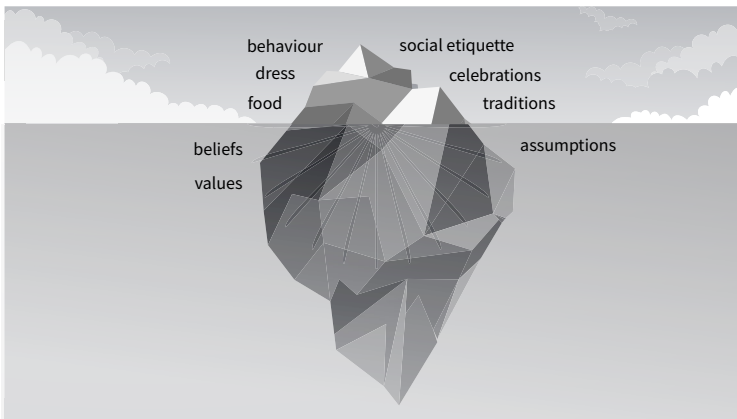 behaviour
dress
food
social etiquette
celebrations
traditions
beliefs
values
assumptions